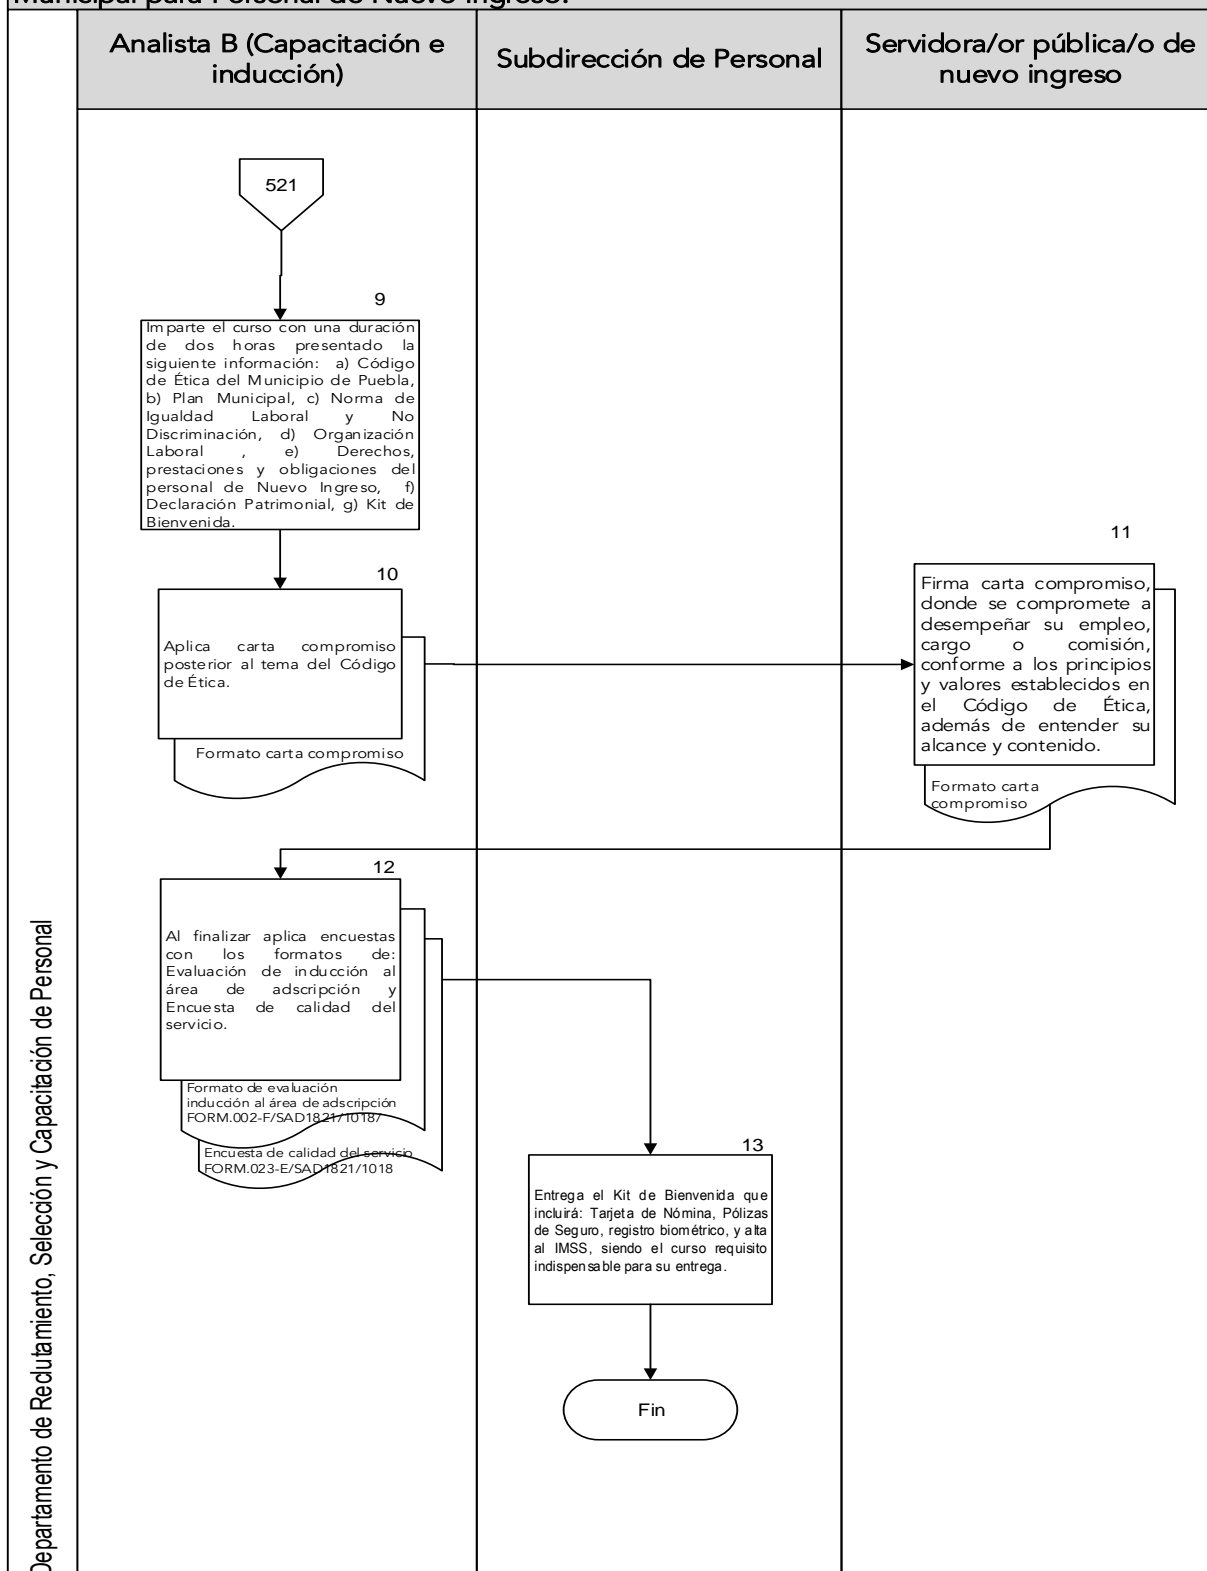 Municipal para Personal de Nuevo Ingreso.
Analista B (Capacitación e
inducción)
Subdirección de Personal
Servidora/or pública/o de
nuevo ingreso
Departamento de Reclutamiento, Selección y Capacitación de Personal
521
9
Imparte el curso con una duración
de dos horas presentado la
siguiente información: a) Código
de Ética del Municipio de Puebla,
b) Plan Municipal, c) Norma de
Igualdad Laboral y No
Discriminación, d) Organización
Laboral , e) Derechos,
prestaciones y obligaciones del
personal de Nuevo Ingreso, f)
Declaración Patrimonial, g) Kit de
Bienvenida.
10
Aplica carta compromiso
posterior al tema del Código
de Ética.
Formato carta compromiso
11
Firma carta compromiso,
donde se compromete a
desempeñar su empleo,
cargo o comisión,
conforme a los principios
y valores establecidos en
el Código de Ética,
además de entender su
alcance y contenido.
Formato carta
compromiso
12
Al finalizar aplica encuestas
con los formatos de:
Evaluación de inducción al
área de adscripción y
Encuesta de calidad del
servicio.
Formato de evaluación
inducción al área de adscripción
FORM.002-F/SAD1821/1018/
Encuesta de calidad del servicio
FORM.023-E/SAD1821/1018
13
Entrega el Kit de Bienvenida que
incluirá: Tarjeta de Nómina, Pólizas
de Seguro, registro biométrico, y alta
al IMSS, siendo el curso requisito
indispensable para su entrega.
Fin